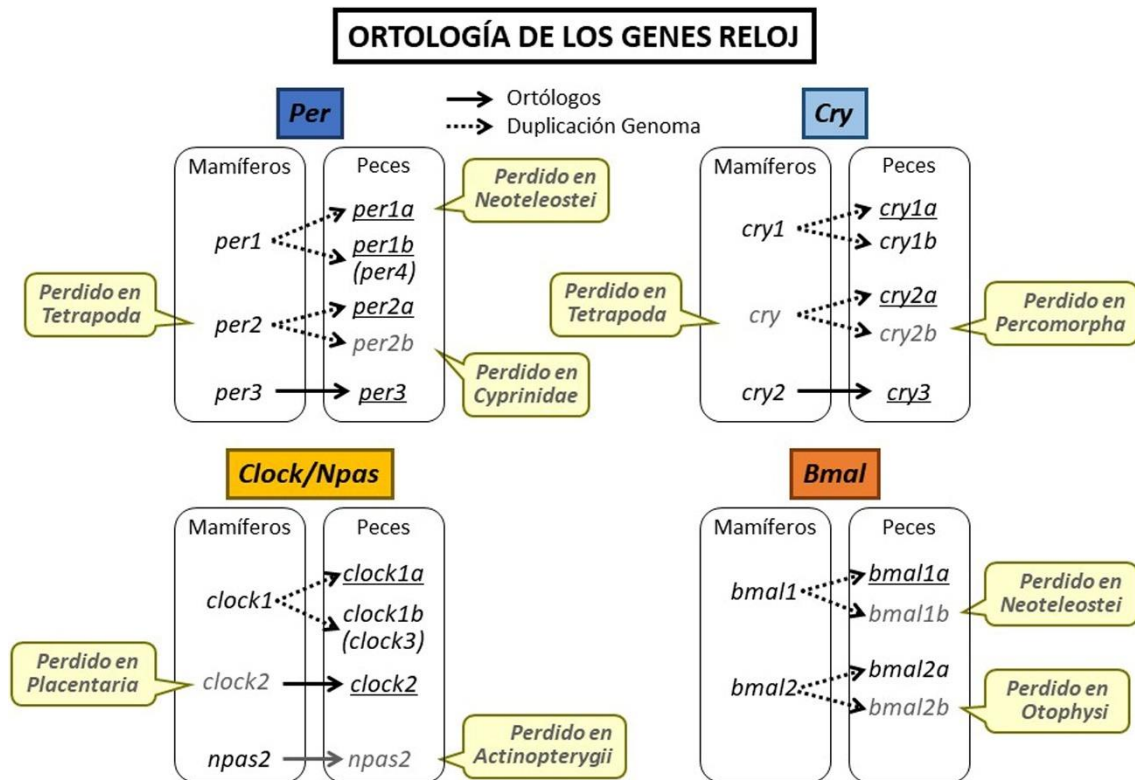 ORTOLOGÍA DE LOS GENES RELOJ
Per
Ortólogos
Duplicación Genoma
Cry
Mamíferos
Peces
per1
per1a
per1b
(per4)
per2
per2a
per2b
per3
per3
Perdido en
Neoteleostei
Perdido en
Tetrapoda
Perdido en
Cyprinidae
Mamíferos
Peces
cry1
cry1a
cry1b
cry
cry2a
cry2b
cry2
cry3
Perdido en
Tetrapoda
Perdido en
Percomorpha
Clock/Npas
Mamíferos
Peces
clock1
clock1a
clock1b
(clock3)
clock2
clock2
npas2
npas2
Perdido en
Placentaria
Perdido en
Actinopterygii
Bmal
Mamíferos
Peces
bmal1
bmal1a
bmal1b
bmal2
bmal2a
bmal2b
Perdido en
Neoteleostei
Perdido en
Otophysi